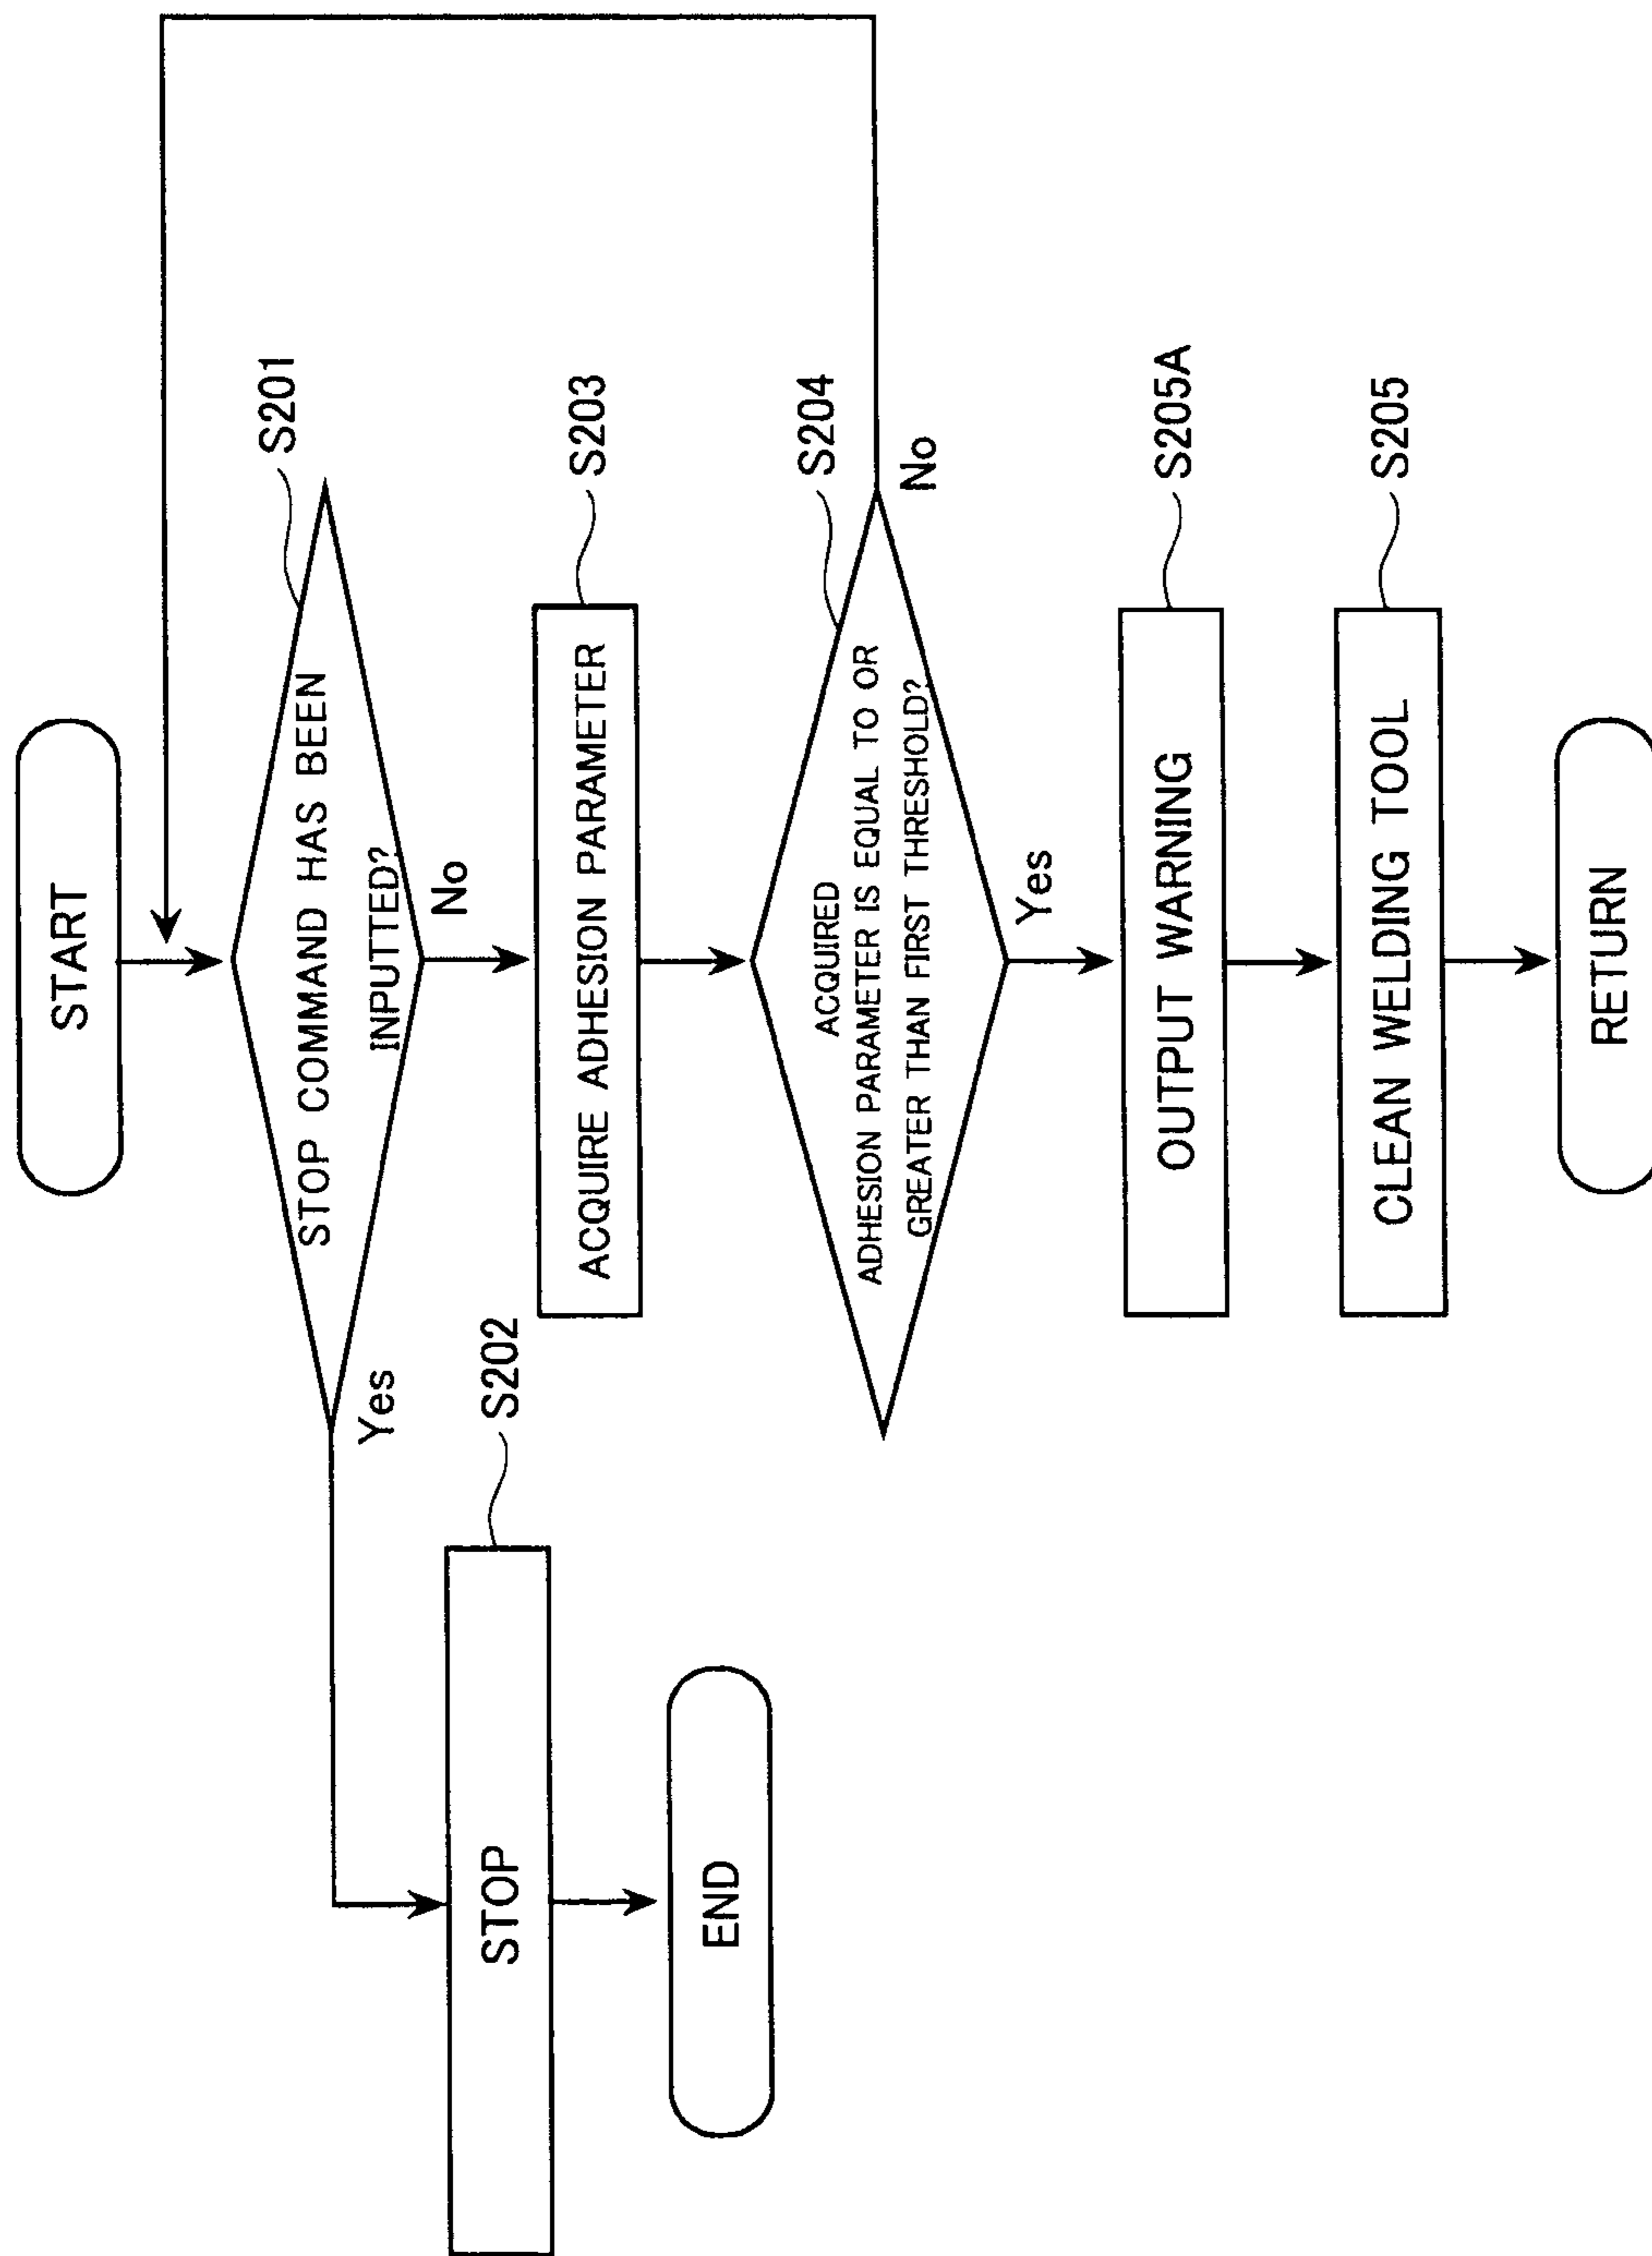 START
STOP COMMAND HAS BEEN
INPUTTED?
S201
Yes
No
STOP
S202
END
ACQUIRE ADHESION PARAMETER
S203
ACQUIRED
ADHESION PARAMETER IS EQUAL TO OR
GREATER THAN FIRST THRESHOLD?
S204
No
Yes
OUTPUT WARNING
S205A
CLEAN WELDING TOOL
S205
RETURN